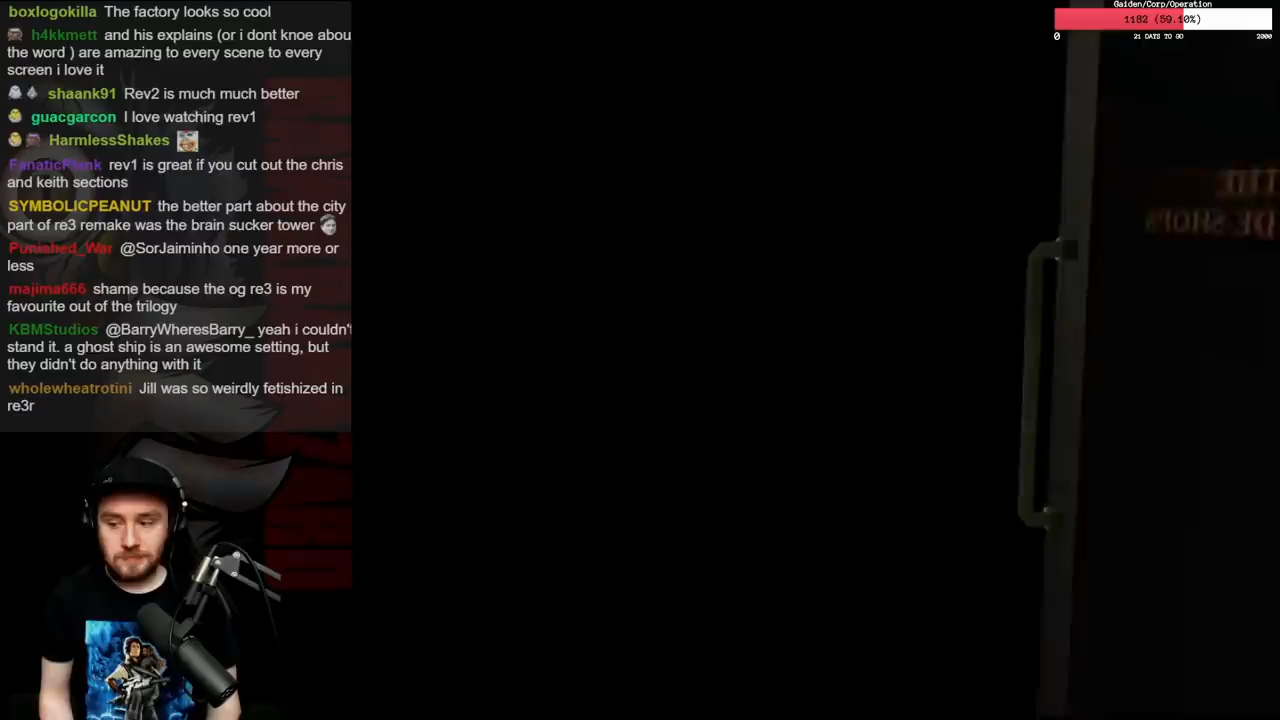 boxlogokilla The factory looks so cool
h4kkmett and his explains (or i dont knoe abou
the word ) are amazing to every scene to every
screen i love it
shaank91 Rev2 is much much better
guacgarcon I love watching rev1
HarmlessShakes
rev1 is great if you cut out the chris
and keith sections
SYMBOLICPEANUT the better part about the city
part of re3 remake was the brain sucker tower
Punished_War @SorJaiminho one year more or
less
majima666 shame because the og re3 is my
favourite out of the trilogy
KBMStudios @BarryWheresBarry_ yeah i couldn't
stand it. a ghost ship is an awesome setting, but
they didn't do anything with it
wholewheatrotini Jill was so weirdly fetishized in
re3r
Gaiden/Corp/Operation
1182 (59.10%)
0 21 DAYS TO GO 2000